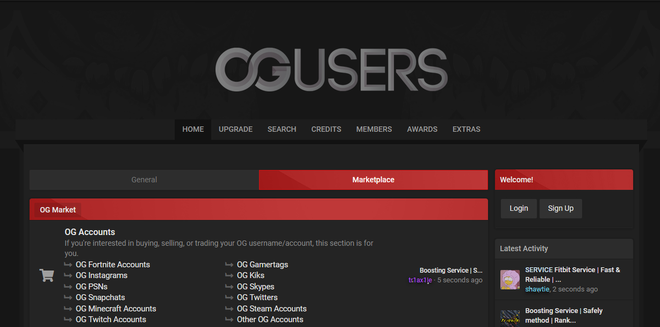 OGUSERS
HOME UPGRADE SEARCH CREDITS MEMBERS AWARDS EXTRAS
General Marketplace
OG Market
OG Accounts
If you're interested in buying, selling, or trading your OG username/account, this section is for
you.
OG Fortnite Accounts OG Gamertags
OG Instagrams OG Kiks
OG PSNs OG Skypes
OG Snapchats OG Twitters
OG Minecraft Accounts OG Steam Accounts
OG Twitch Accounts Other OG Accounts
Boosting Service | S...
5 seconds ago
Welcome!
Login Sign Up
Latest Activity
SERVICE Fitbit Service | Fast &
Reliable | ...
shawtie, 2 seconds ago
Boosting Service | Safely
method | Rank...